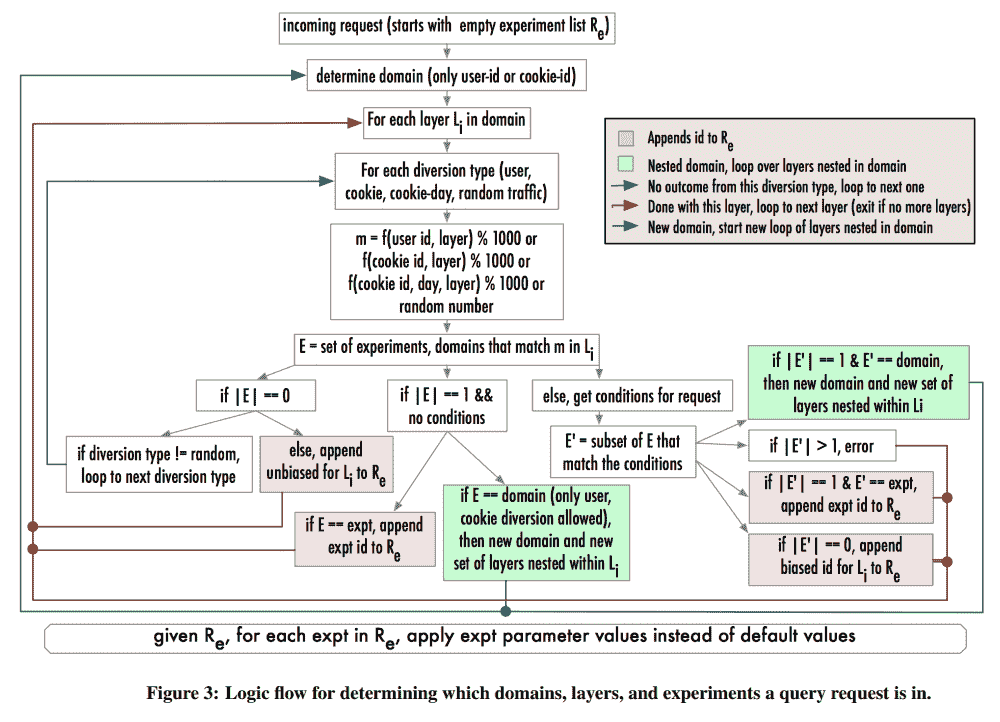 incoming request (starts with empty experiment list Re)
determine domain (only user-id or cookie-id)
For each layer Li in domain
For each diversion type (user,
cookie, cookie-day, random traffic)
m = f(user id, layer) % 1000 or
f(cookie id, layer) % 1000 or
f(cookie id, day, layer) % 1000 or
random number
E = set of experiments, domains that match m in Li
Appends id to Re
Nested domain, loop over layers nested in domain
No outcome from this diversion type, loop to next one
Done with this layer, loop to next layer (exit if no more layers)
New domain, start new loop of layers nested in domain
if |E| == 0
if diversion type != random,
loop to next diversion type
else, append
unbiased for Li to Re
if |E| == 1 &&
no conditions
if E == expt, append
expt id to Re
if E == domain (only user,
cookie diversion allowed),
then new domain and new
set of layers nested within Li
else, get conditions for request
E' = subset of E that
match the conditions
if |E'| == 1 & E' == domain,
then new domain and new set of
layers nested within Li
if |E'| > 1, error
if |E'| == 1 & E' == expt,
append expt id to Re
if |E'| == 0, append
biased id for Li to Re
given Re, for each expt in Re, apply expt parameter values instead of default values
Figure 3: Logic flow for determining which domains, layers, and experiments a query request is in.